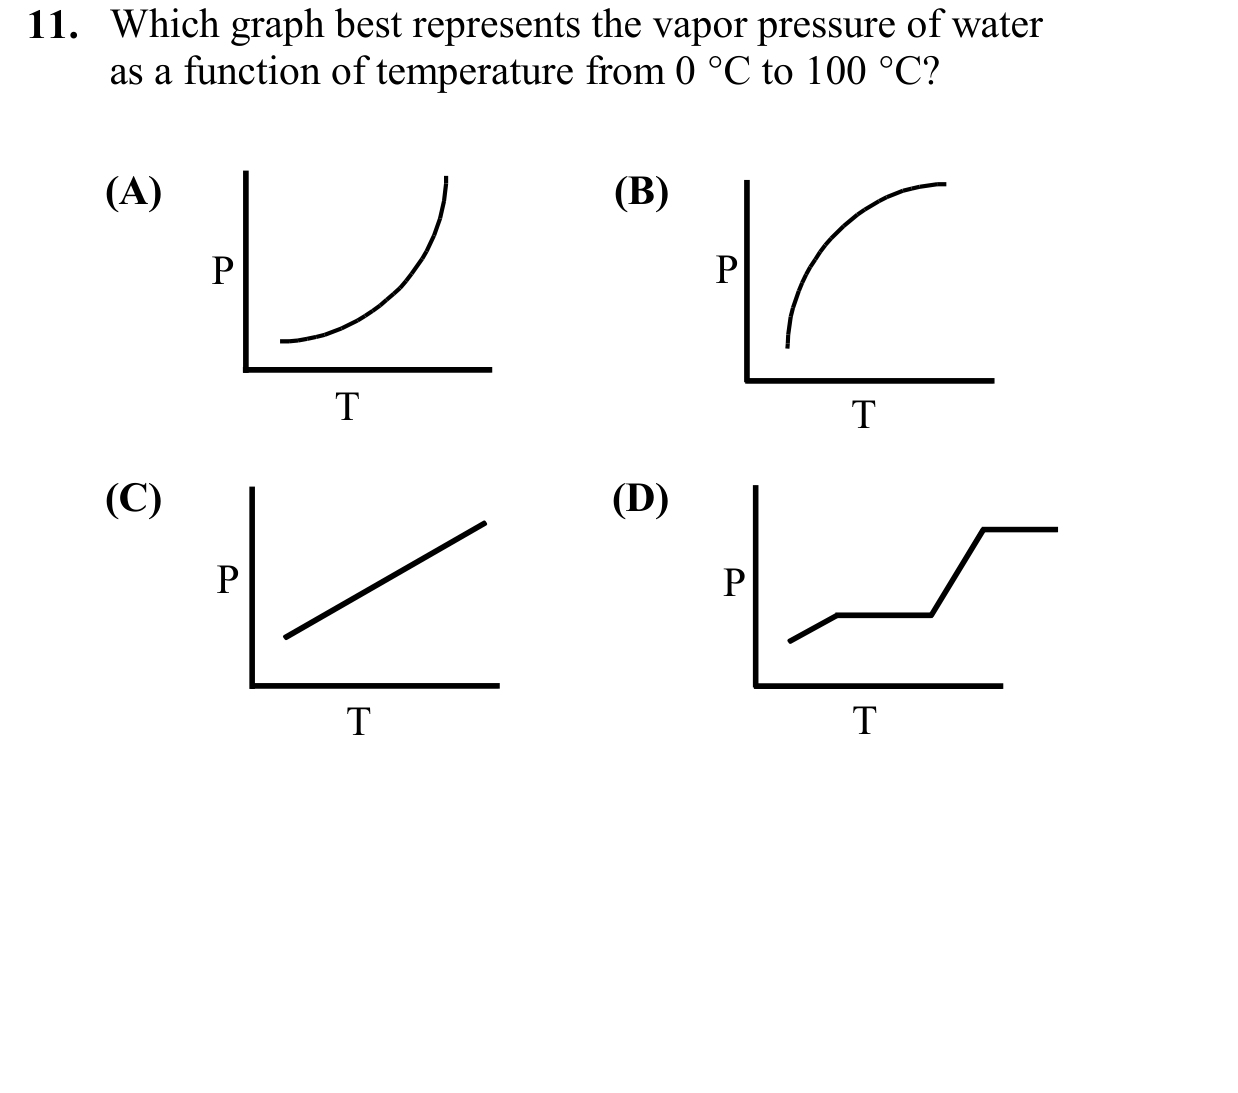 11. Which graph best represents the vapor pressure of water
as a function of temperature from 0 °C to 100 °C?
(A)
P
T
(B)
P
T
(C)
P
T
(D)
P
T